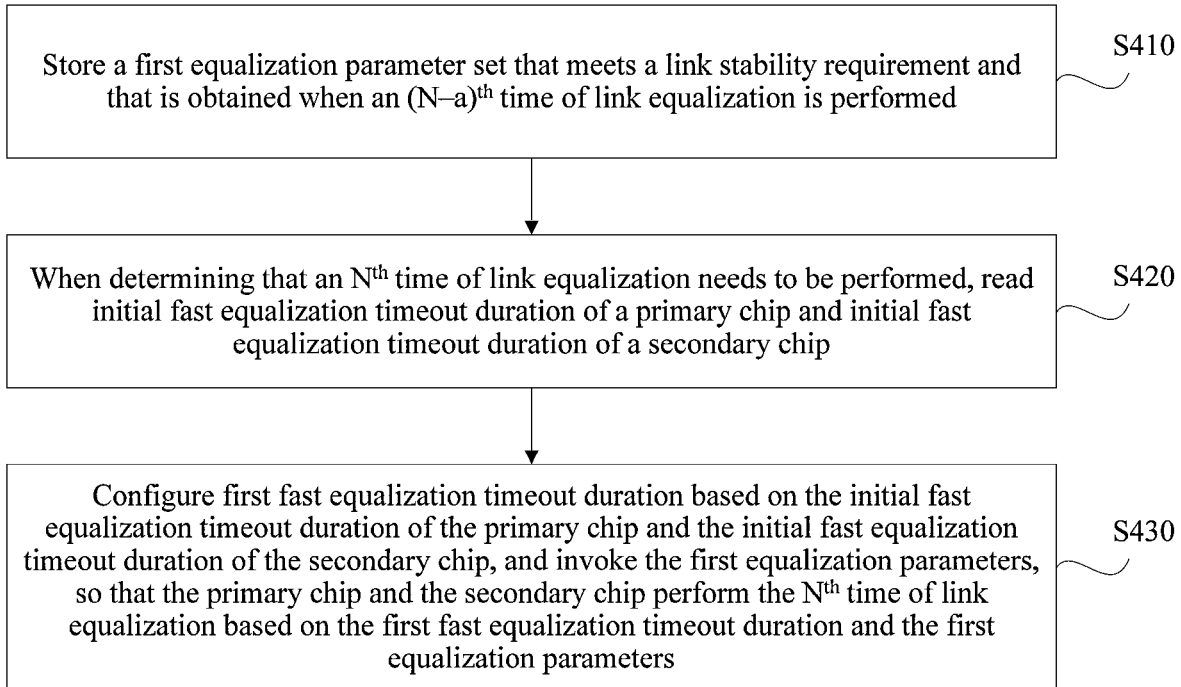 Store a first equalization parameter set that meets a link stability requirement and
that is obtained when an (N–a)th time of link equalization is performed
S410
When determining that an Nth time of link equalization needs to be performed, read
initial fast equalization timeout duration of a primary chip and initial fast
equalization timeout duration of a secondary chip
S420
Configure first fast equalization timeout duration based on the initial fast
equalization timeout duration of the primary chip and the initial fast equalization
timeout duration of the secondary chip, and invoke the first equalization parameters,
so that the primary chip and the secondary chip perform the Nth time of link
equalization based on the first fast equalization timeout duration and the first
equalization parameters
S430